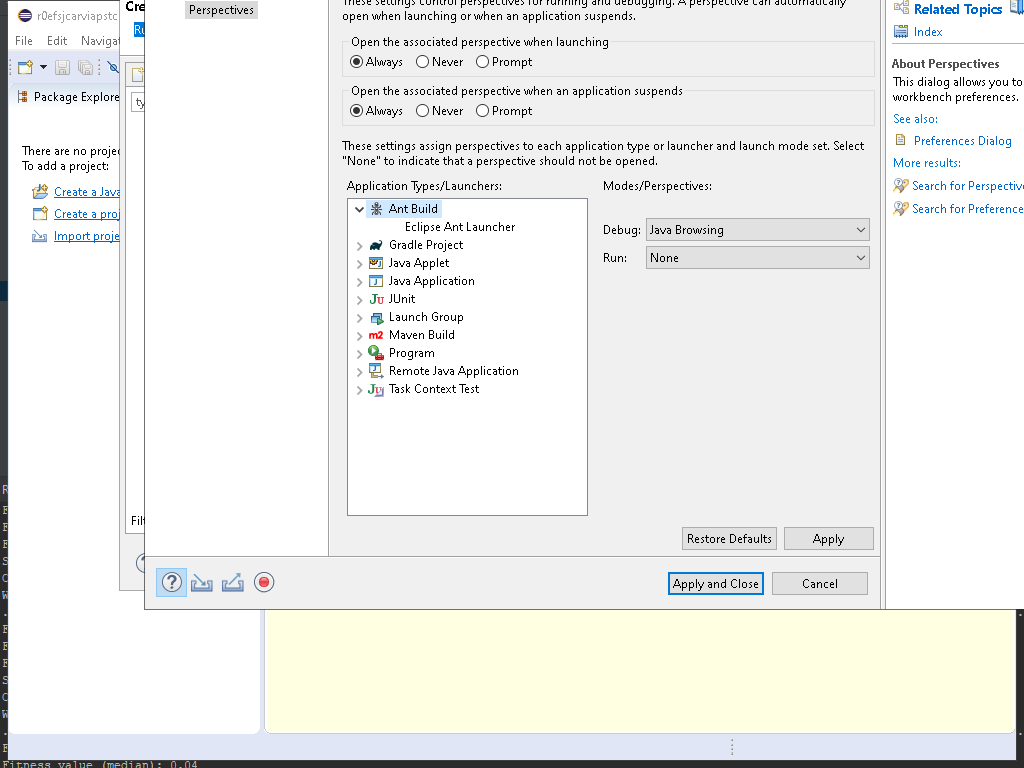 r0efsjcarviapstc
File Edit Navigat
Package Explore
There are no projec
To add a project:
Create a Java
Create a proj
Import proje
Cre
Ru
ty
Filt
Perspectives
These settings control perspectives for running and debugging. A perspective can automatically
open when launching or when an application suspends.
Open the associated perspective when launching
Always Never Prompt
Open the associated perspective when an application suspends
Always Never Prompt
These settings assign perspectives to each application type or launcher and launch mode set. Select
"None" to indicate that a perspective should not be opened.
Application Types/Launchers:
Modes/Perspectives:
Ant Build
Eclipse Ant Launcher
Gradle Project
Java Applet
Java Application
JUnit
Launch Group
Maven Build
Program
Remote Java Application
Task Context Test
Debug: Java Browsing
Run: None
Restore Defaults Apply
Apply and Close Cancel
Related Topics
Index
About Perspectives
This dialog allows you to
workbench preferences.
See also:
Preferences Dialog
More results:
Search for Perspective
Search for Preference
Fitness value (median): 0.04